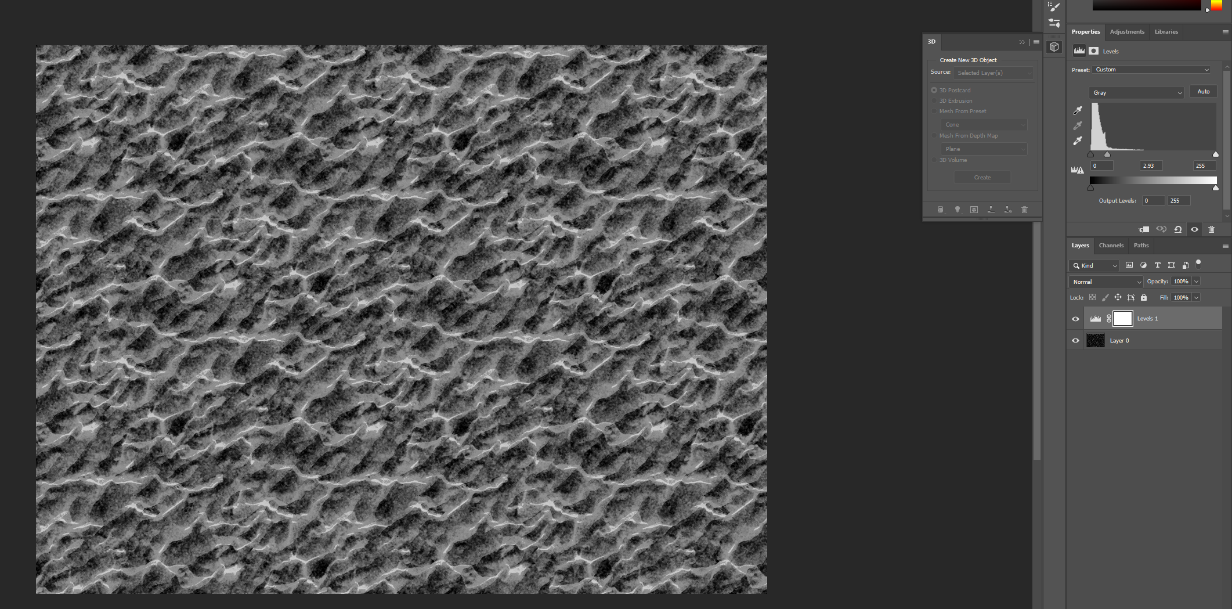 3D
Create New 3D Object
Source: Selected Layer(s)
3D Postcard
3D Extrusion
Mesh From Preset
Cone
Mesh From Depth Map
Plane
3D Volume
Create
Properties Adjustments Libraries
Levels
Preset: Custom
Gray Auto
0 2.93 255
Output Levels: 0 255
Layers Channels Paths
Kind
Normal Opacity: 100%
Lock: Fill: 100%
Levels 1
Layer 0